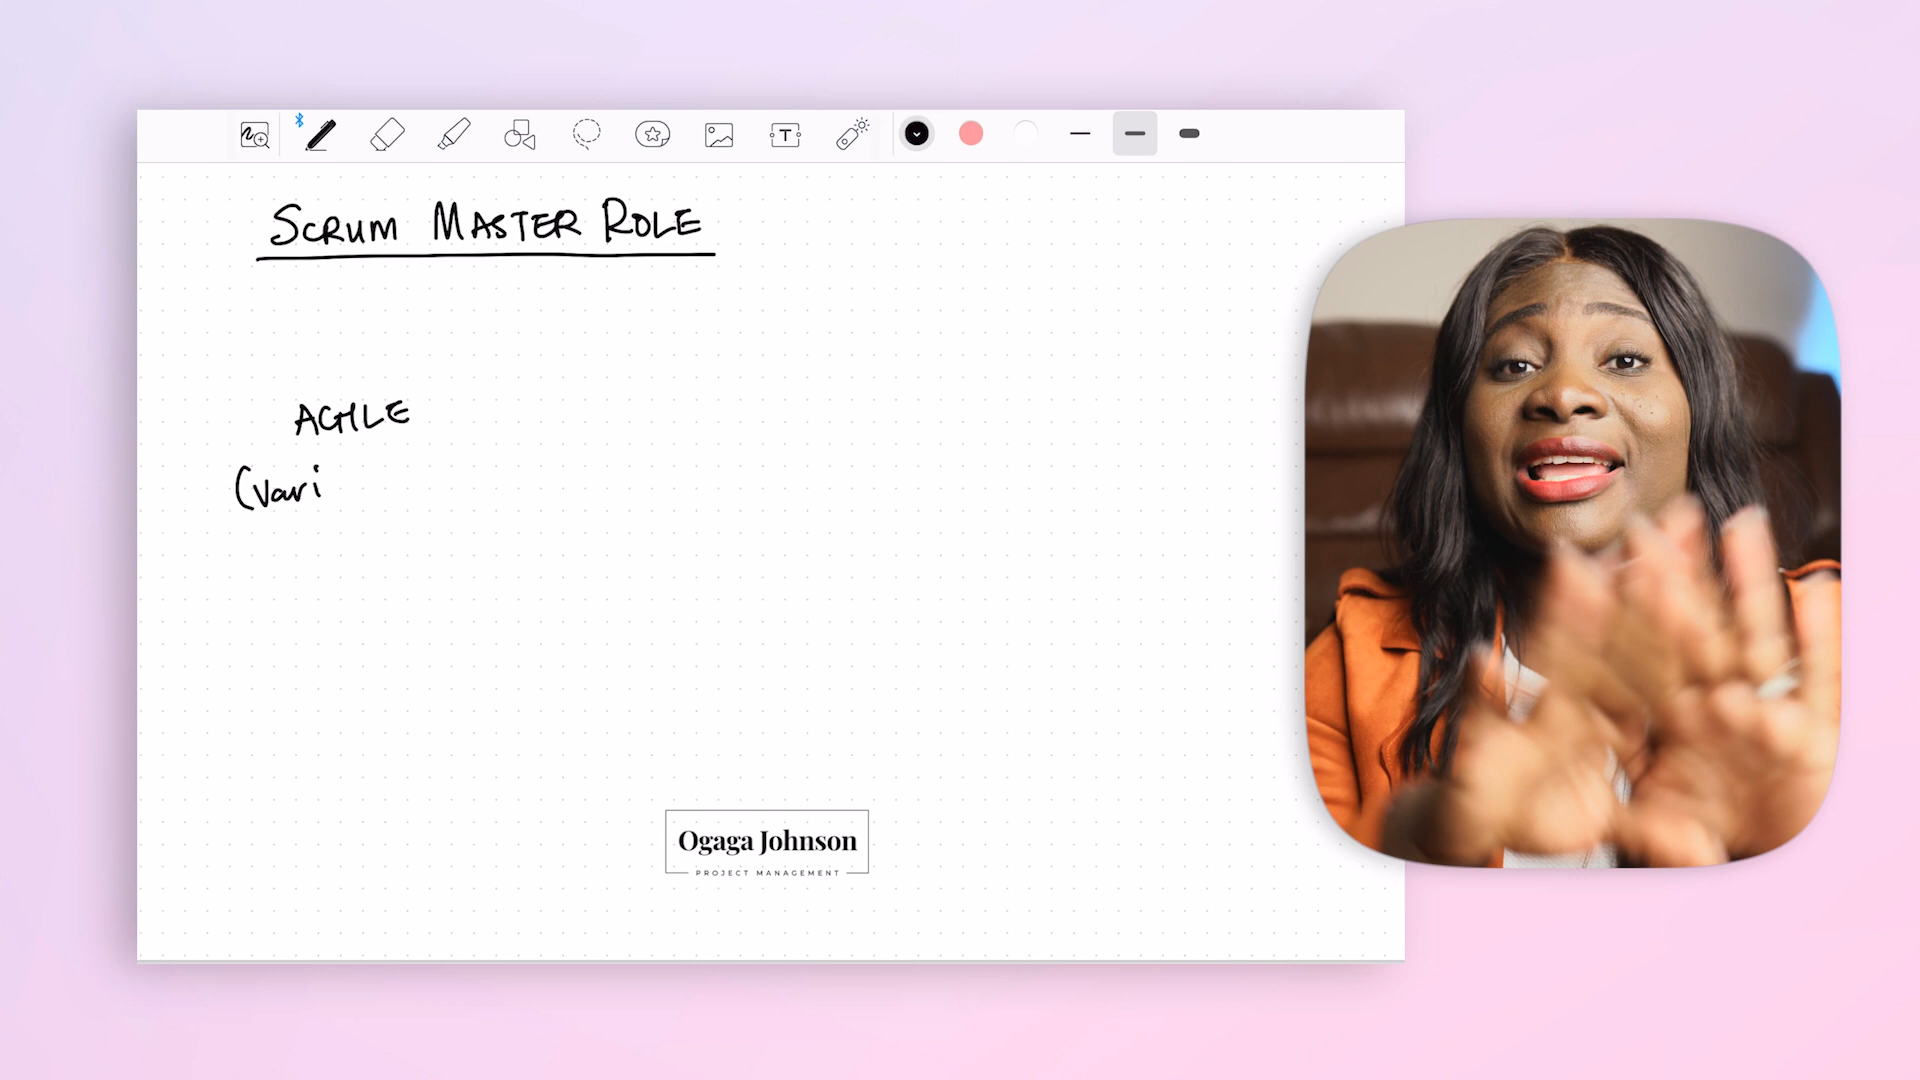 SCRUM MASTER ROLE
AGILE
(vari
Ogaga Johnson
PROJECT MANAGEMENT